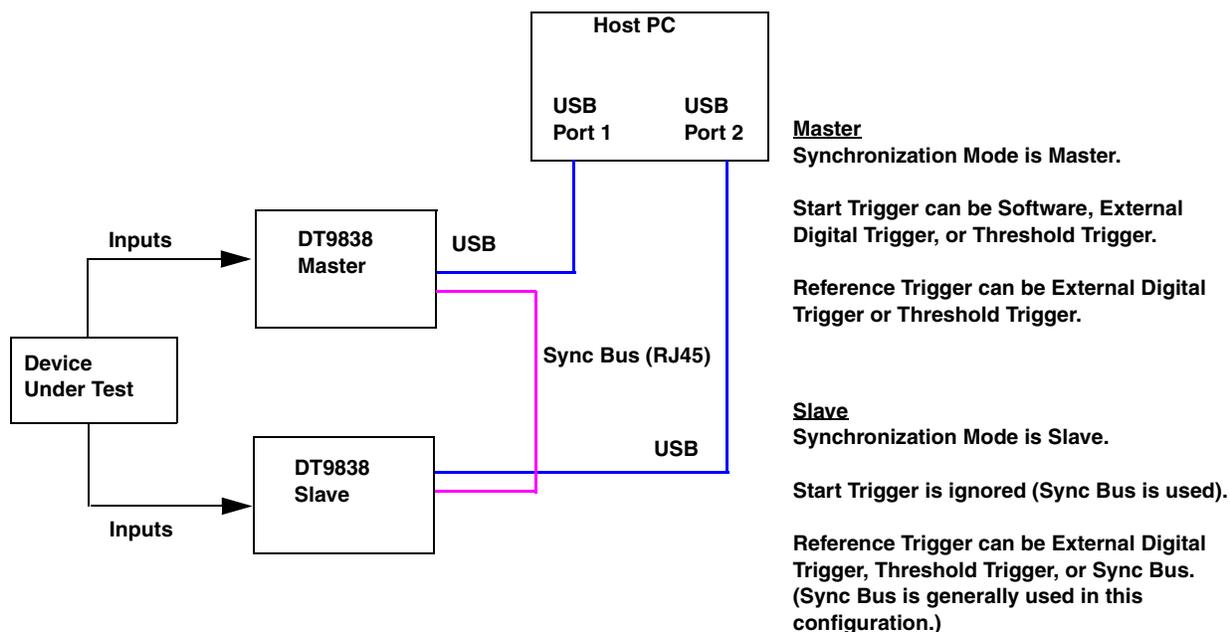 Host PC
USB
Port 1
USB
Port 2
DT9838
Master
USB
Inputs
Device
Under Test
Sync Bus (RJ45)
DT9838
Slave
USB
Inputs
Master
Synchronization Mode is Master.
Start Trigger can be Software, External
Digital Trigger, or Threshold Trigger.
Reference Trigger can be External Digital
Trigger or Threshold Trigger.
Slave
Synchronization Mode is Slave.
Start Trigger is ignored (Sync Bus is used).
Reference Trigger can be External Digital
Trigger, Threshold Trigger, or Sync Bus.
(Sync Bus is generally used in this
configuration.)